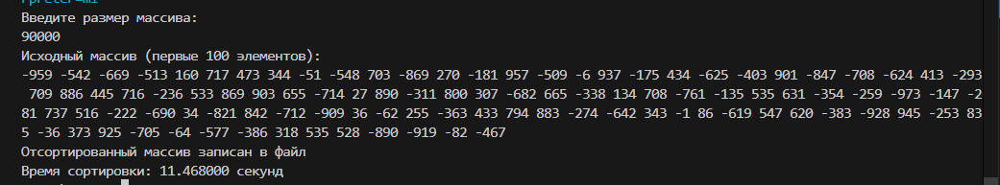 Введите размер массива:
90000
Исходный массив (первые 100 элементов):
-959 -542 -669 -513 160 717 473 344 -51 -548 703 -869 270 -181 957 -509 -6 937 -175 434 -625 -403 901 -847 -708 -624 413 -293
709 886 445 716 -236 533 869 903 655 -714 27 890 -311 800 307 -682 665 -338 134 708 -761 -135 535 631 -354 -259 -973 -147 -2
81 737 516 -222 -690 34 -821 842 -712 -909 36 -62 255 -363 433 794 883 -274 -642 343 -1 86 -619 547 620 -383 -928 945 -253 83
5 -36 373 925 -705 -64 -577 -386 318 535 528 -890 -919 -82 -467
Отсортированный массив записан в файл
Время сортировки: 11.468000 секунд